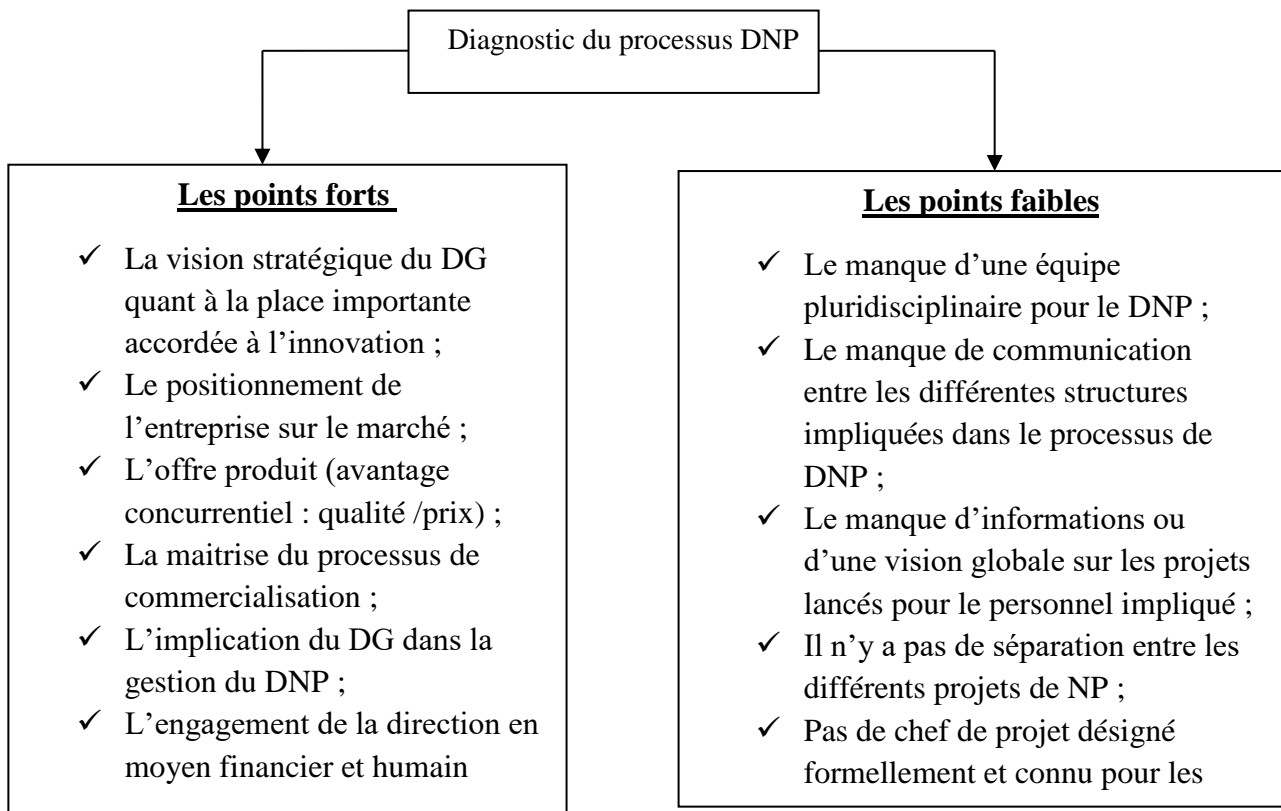 Diagnostic du processus DNP
Les points forts
✓ La vision stratégique du DG
quant à la place importante
accordée à l’innovation ;
✓ Le positionnement de
l’entreprise sur le marché ;
✓ L’offre produit (avantage
concurrentiel : qualité /prix) ;
✓ La maitrise du processus de
commercialisation ;
✓ L’implication du DG dans la
gestion du DNP ;
✓ L’engagement de la direction en
moyen financier et humain
Les points faibles
✓ Le manque d’une équipe
pluridisciplinaire pour le DNP ;
✓ Le manque de communication
entre les différentes structures
impliquées dans le processus de
DNP ;
✓ Le manque d’informations ou
d’une vision globale sur les projets
lancés pour le personnel impliqué ;
✓ Il n’y a pas de séparation entre les
différents projets de NP ;
✓ Pas de chef de projet désigné
formellement et connu pour les